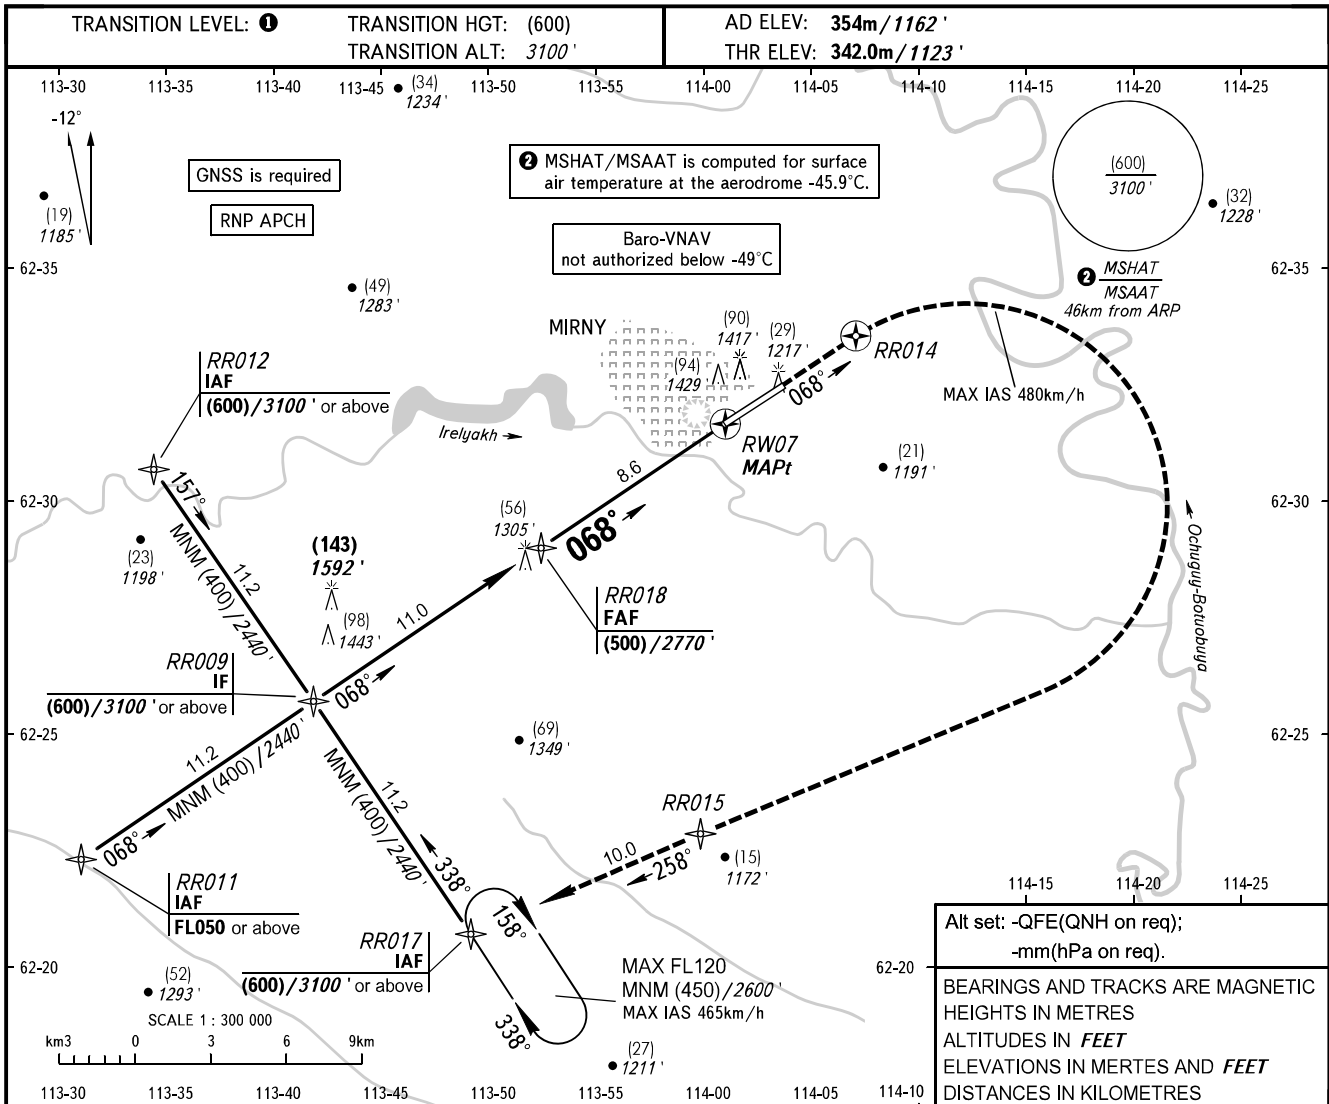 TRANSITION LEVEL: ❶ TRANSITION HGT: (600)
TRANSITION ALT: 3100 '
AD ELEV: 354m/1162 '
THR ELEV: 342.0m/1123 '
113-30 113-35 113-40 113-45 113-50 113-55 114-00 114-05 114-10 114-15 114-20 114-25
(34)
1234 '
-12°
GNSS is required
RNP APCH
❷ MSHAT/MSAAT is computed for surface
air temperature at the aerodrome -45.9°C.
Baro-VNAV
not authorized below -49°C
(600)
3100 '
(32)
1228 '
(19)
1185 '
62-35
62-35
❷ MSHAT
MSAAT
46km from ARP
(49)
1283 '
MIRNY
(90)
1417 '
(29)
1217 '
(94)
1429 '
RR014
068°
MAX IAS 480km/h
RR012
IAF
(600)/3100 ' or above
Irelyakh
RW07
MAPt
8.6
(21)
1191 '
157°
62-30
62-30
MNM (400)/2440 '
11.2
(23)
1198 '
(143)
1592 '
(98)
1443 '
(56)
1305 '
068°
Ochuguy-Botuobuya
RR018
FAF
(500)/2770 '
11.0
RR009
IF
(600)/3100 ' or above
068°
62-25
62-25
(69)
1349 '
11.2
MNM (400)/2440 '
MNM (400)/2440 '
11.2
RR015
068°
338°
10.0
258°
(15)
1172 '
RR011
IAF
FL050 or above
158°
RR017
IAF
(600)/3100 ' or above
62-20
62-20
(52)
1293 '
MAX FL120
MNM (450)/2600 '
MAX IAS 465km/h
338°
SCALE 1 : 300 000
km3 0 3 6 9km
(27)
1211 '
113-30 113-35 113-40 113-45 113-50 113-55 114-00 114-05 114-10
114-15 114-20 114-25
Alt set: -QFE(QNH on req);
-mm(hPa on req).
BEARINGS AND TRACKS ARE MAGNETIC
HEIGHTS IN METRES
ALTITUDES IN FEET
ELEVATIONS IN MERTES AND FEET
DISTANCES IN KILOMETRES